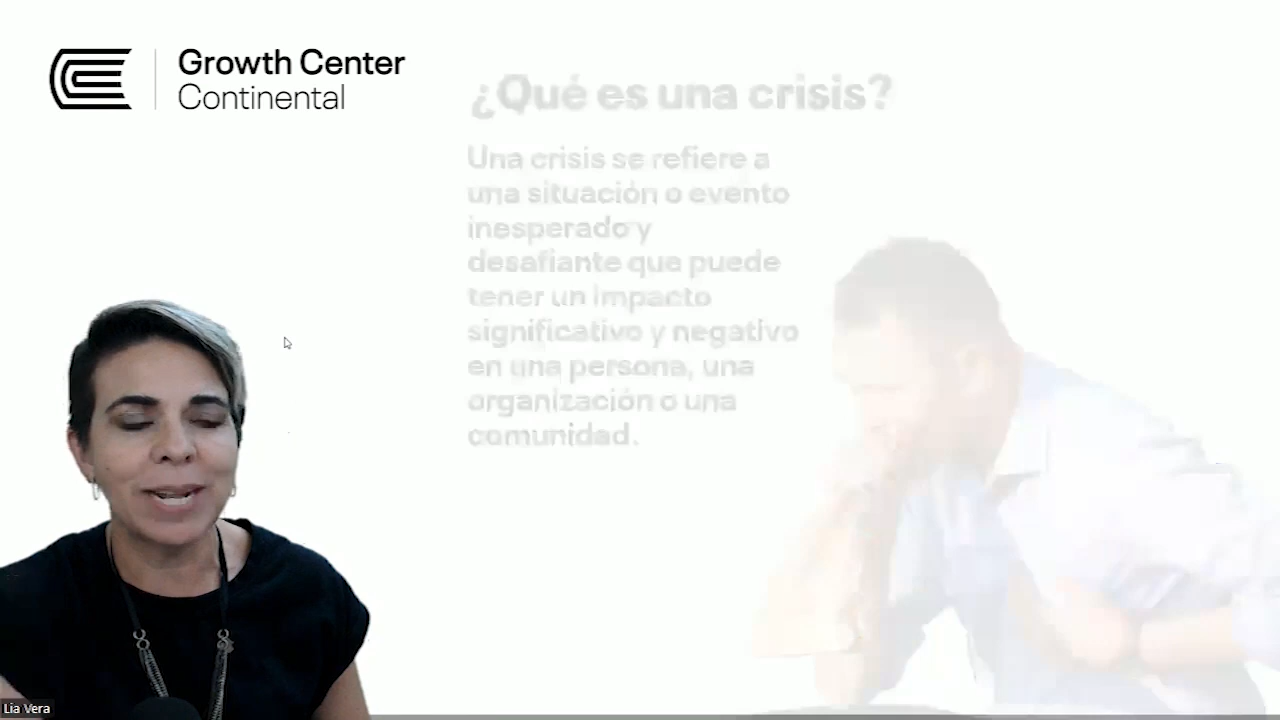 Growth Center
Continental
¿Qué es una crisis?
Una crisis se refiere a
una situación o evento
inesperado y
desafiante que puede
tener un impacto
significativo y negativo
en una persona, una
organización o una
comunidad.
Lia Vera